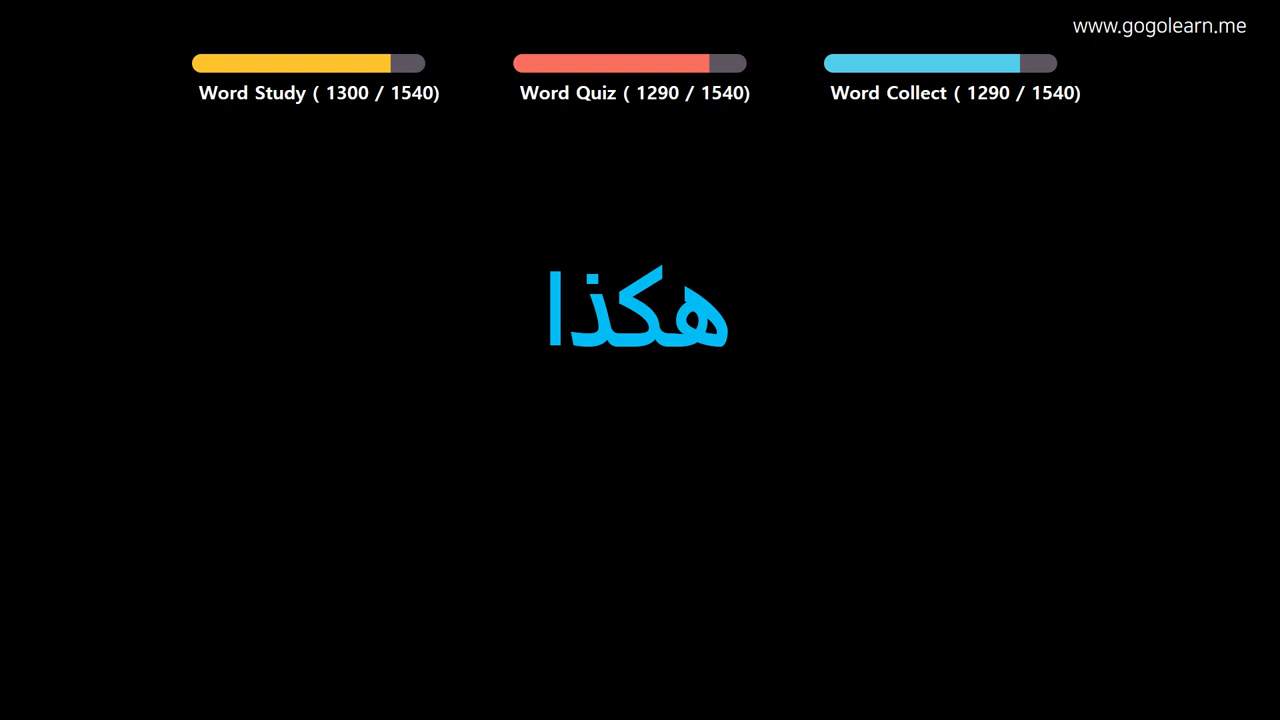 www.gogolearn.me
Word Study ( 1300 / 1540)
Word Quiz ( 1290 / 1540)
Word Collect ( 1290 / 1540)
هكذا